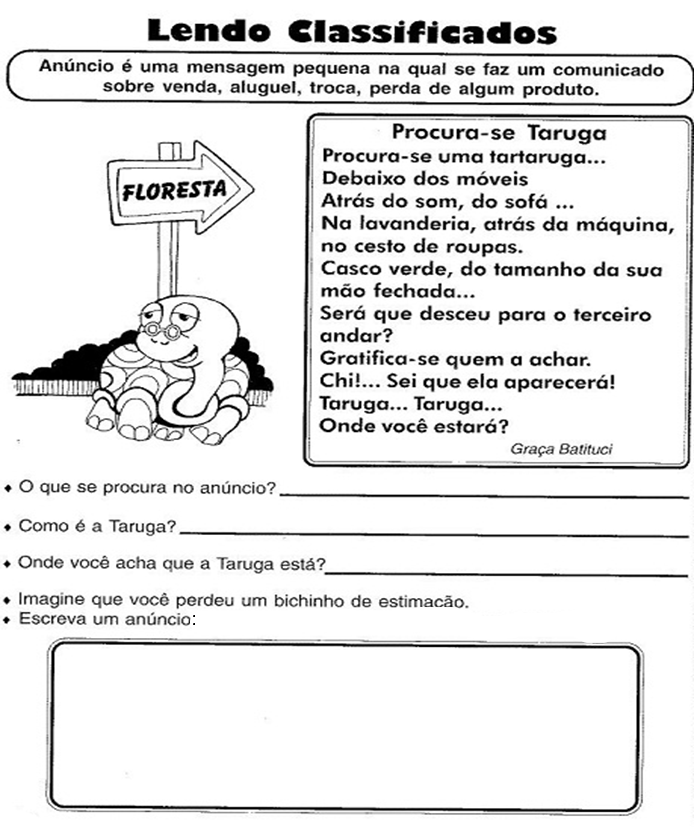 Lendo Classificados
Anúncio é uma mensagem pequena na qual se faz um comunicado
sobre venda, aluguel, troca, perda de algum produto.
FLORESTA
Procura-se Taruga
Procura-se uma tartaruga...
Debaixo dos móveis
Atrás do som, do sofá ...
Na lavanderia, atrás da máquina,
no cesto de roupas.
Casco verde, do tamanho da sua
mão fechada...
Será que desceu para o terceiro
andar?
Gratifica-se quem a achar.
Chi!... Sei que ela aparecerá!
Taruga... Taruga...
Onde você estará?
Graça Batituci
♦ O que se procura no anúncio?
♦ Como é a Taruga?
♦ Onde você acha que a Taruga está?
♦ Imagine que você perdeu um bichinho de estimação.
♦ Escreva um anúncio: